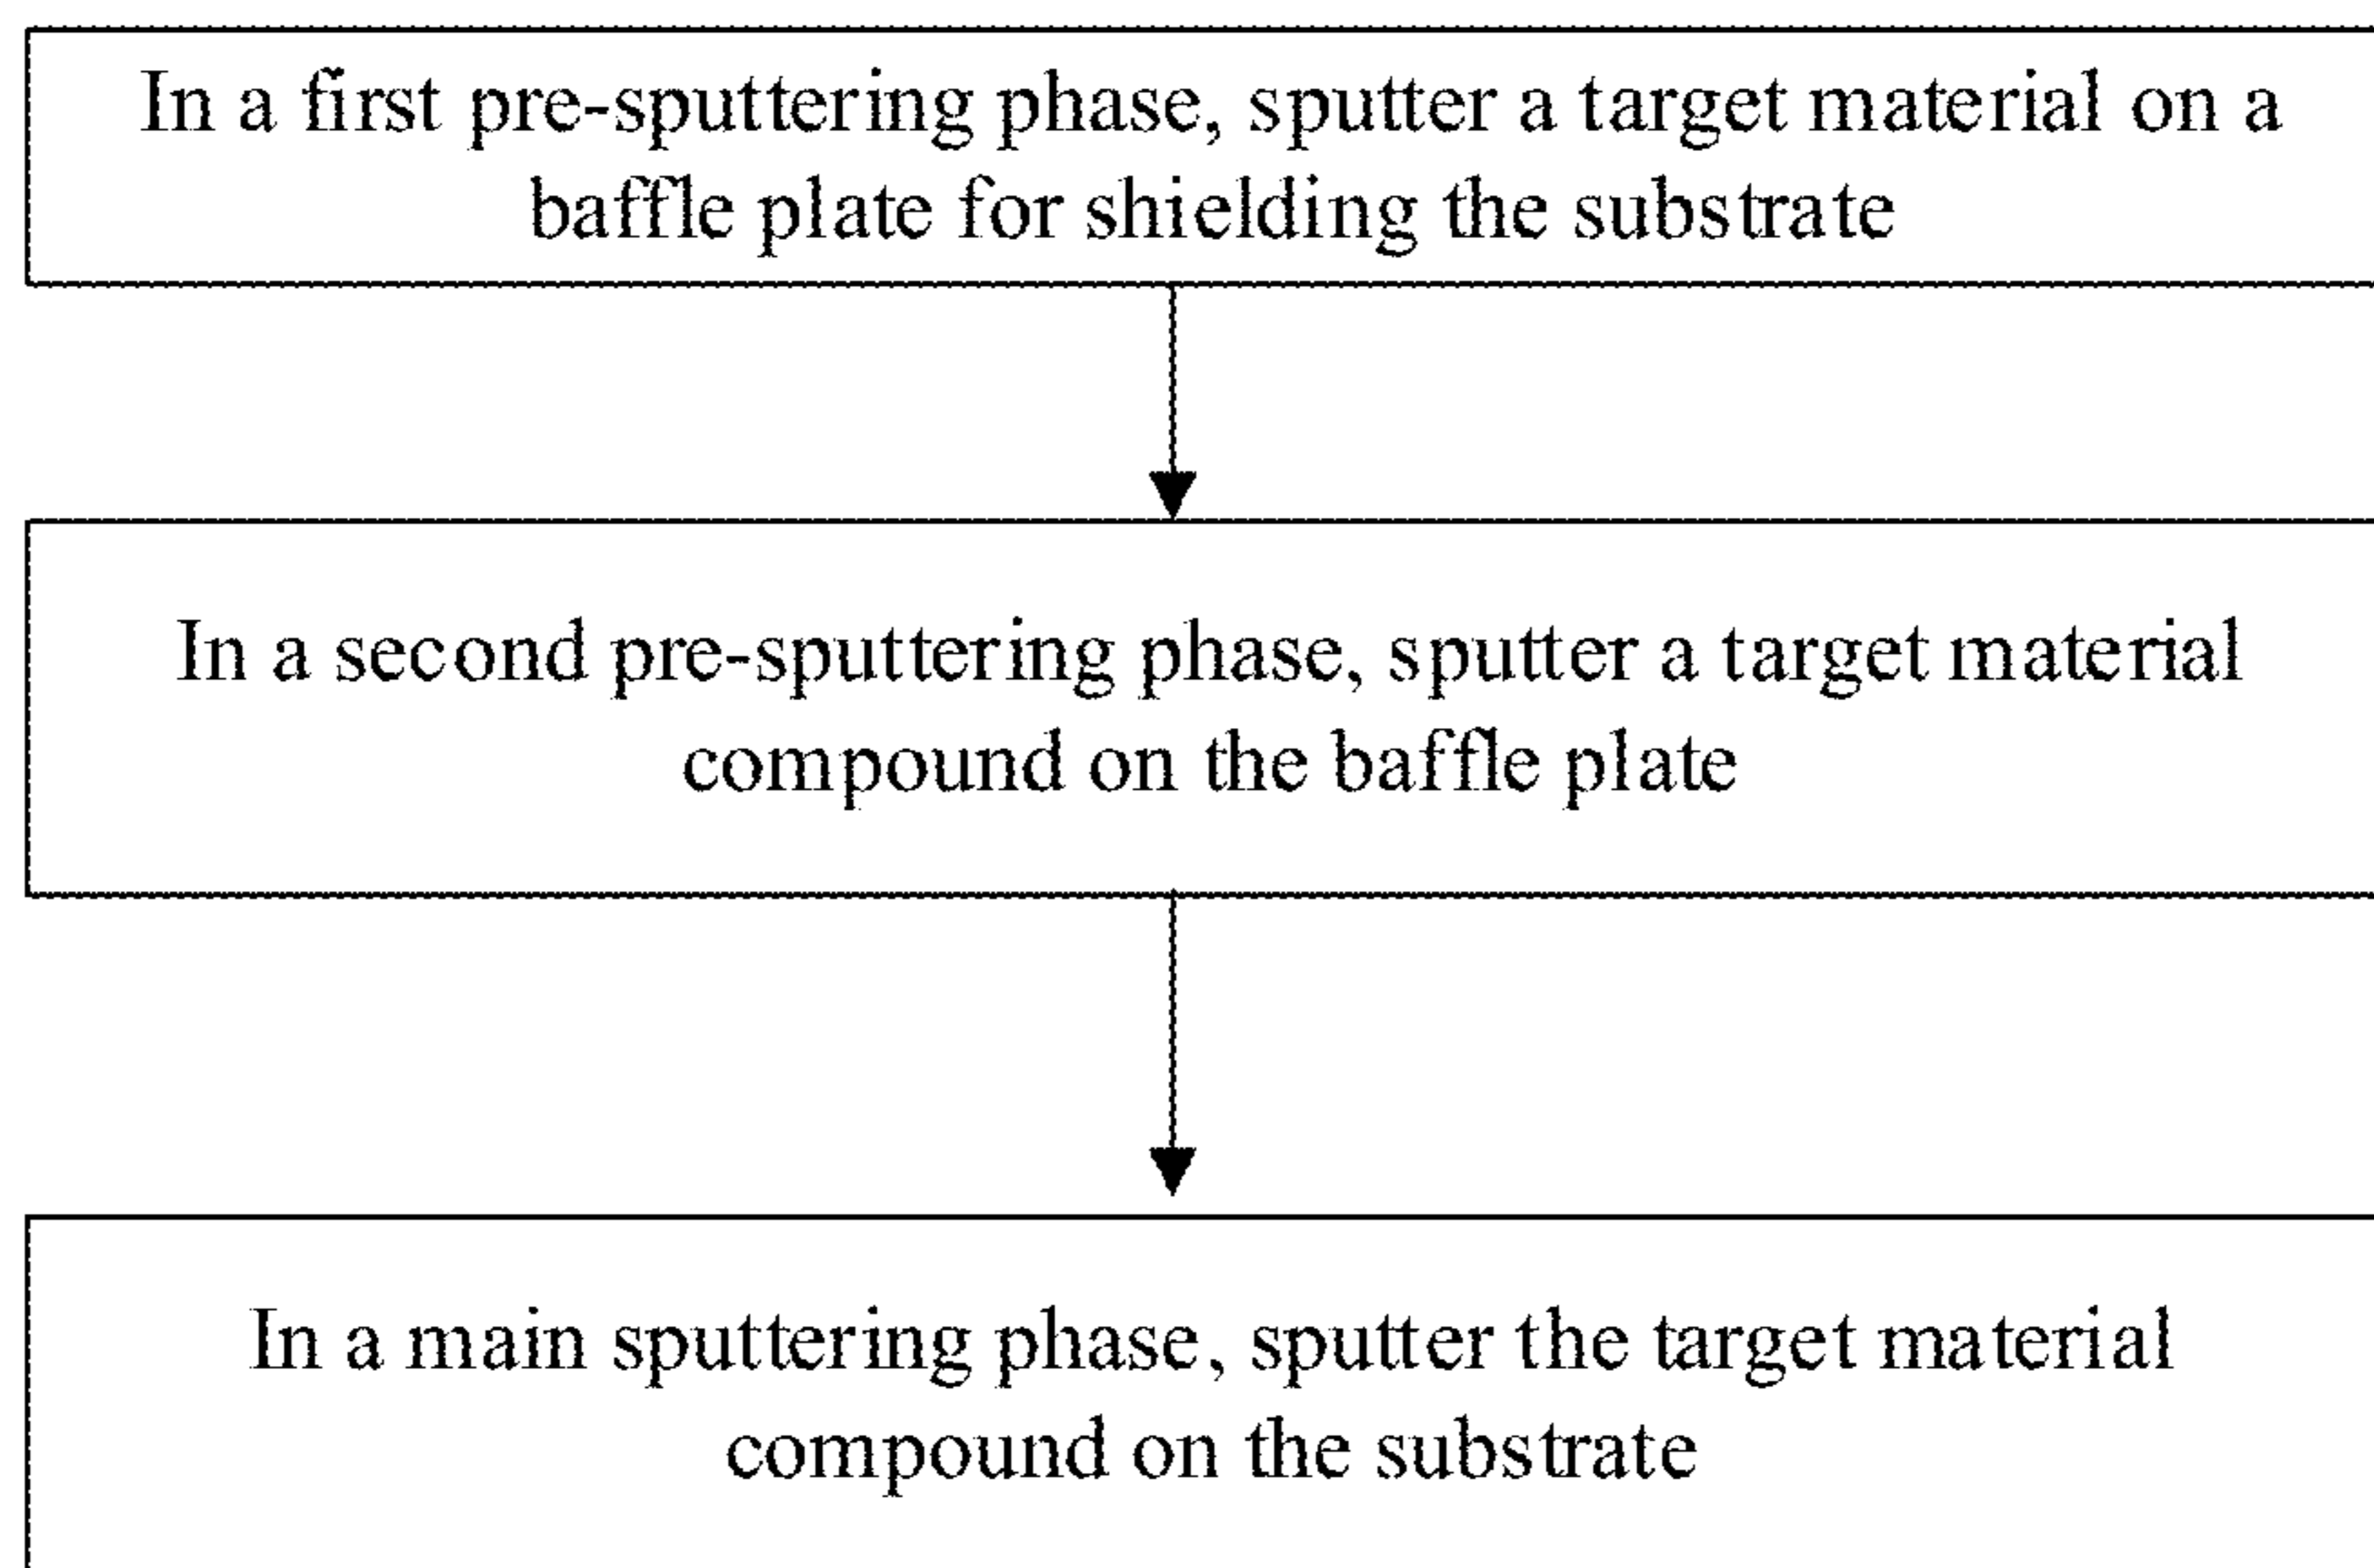 In a first pre-sputtering phase, sputter a target material on a
baffle plate for shielding the substrate
In a second pre-sputtering phase, sputter a target material
compound on the baffle plate
In a main sputtering phase, sputter the target material
compound on the substrate